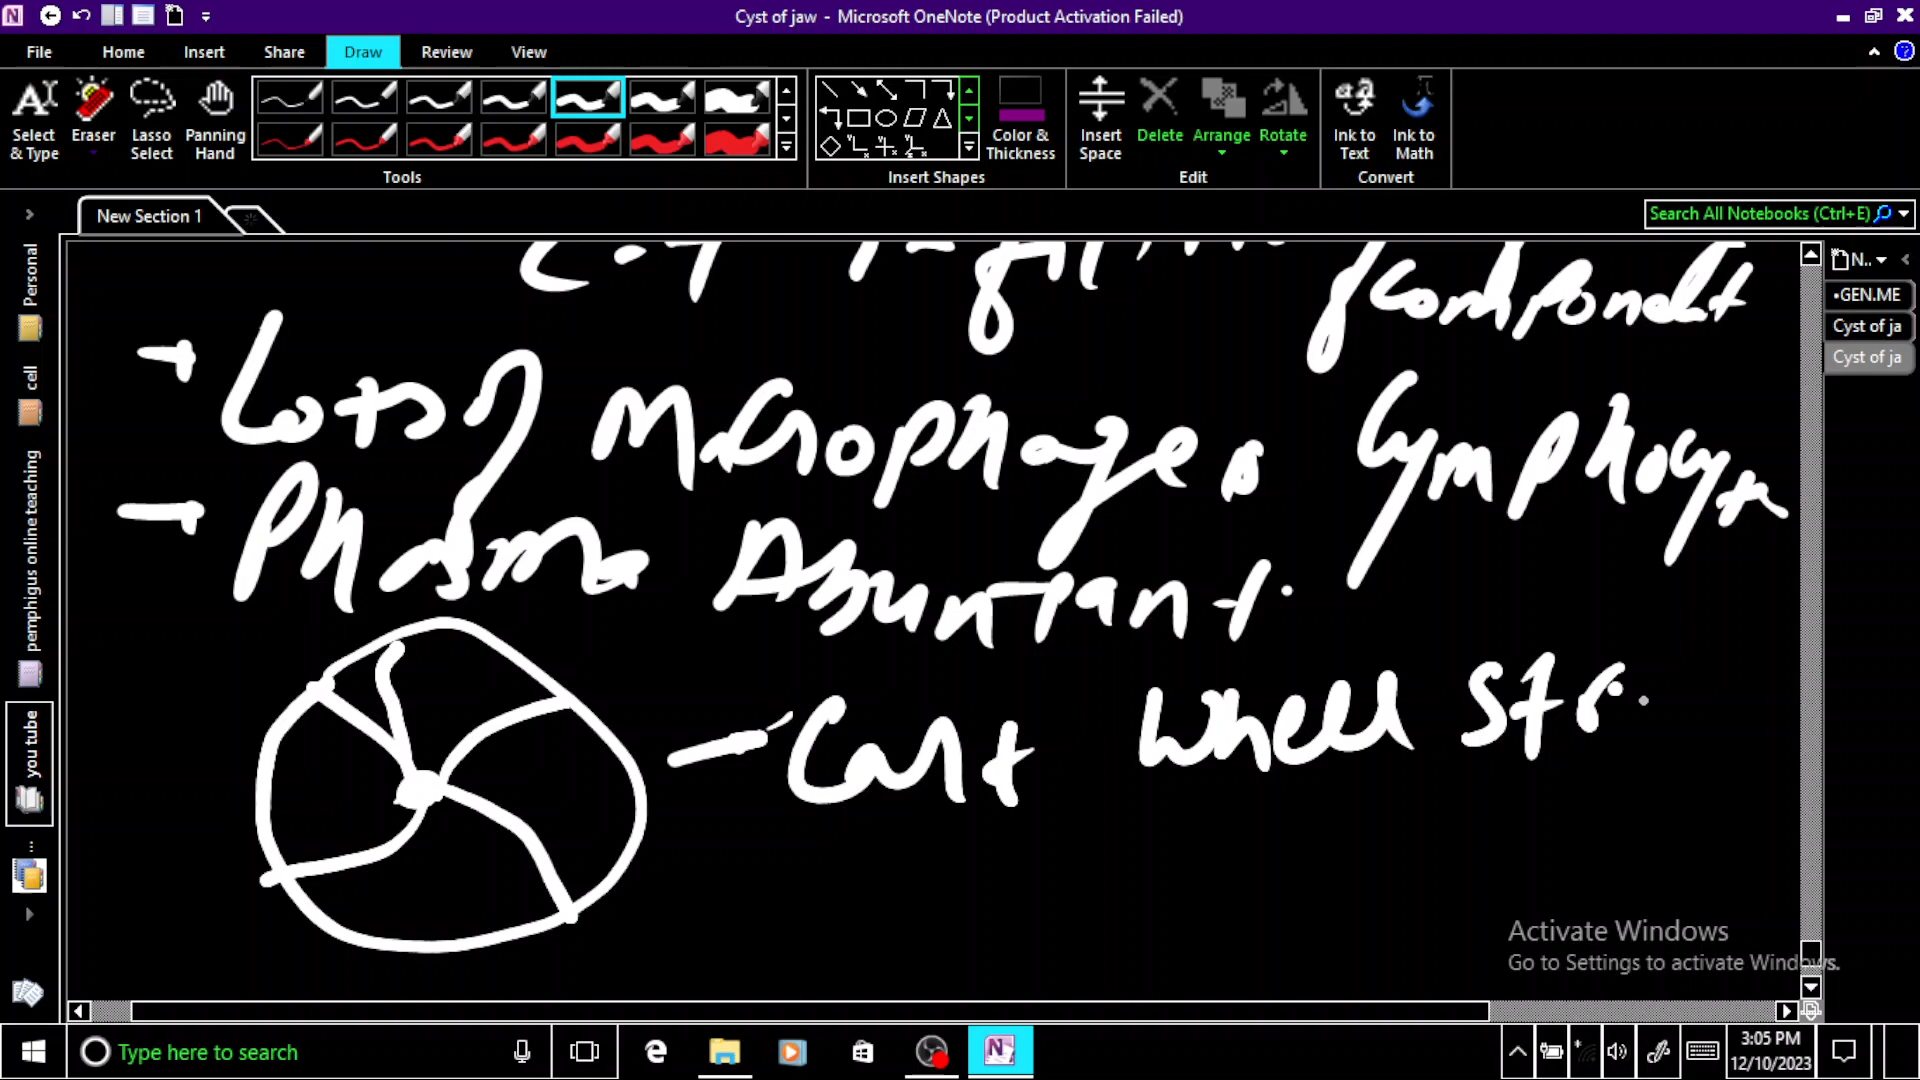 Cyst of jaw - Microsoft OneNote (Product Activation Failed)
File Home Insert Share Draw Review View
Select & Type
Eraser
Lasso Select
Panning Hand
Tools
Insert Shapes
Color & Thickness
Insert Space
Delete
Arrange
Rotate
Edit
Ink to Text
Ink to Math
Convert
New Section 1
Search All Notebooks (Ctrl+E)
Personal
cell
pemphigus online teaching
you tube
N..
•GEN.ME
Cyst of ja
Cyst of ja
component
Lots of Macrophages Lymphocyte
Phasma Abuntant.
Cart wheel str.
Activate Windows
Go to Settings to activate Windows.
Type here to search
3:05 PM
12/10/2023